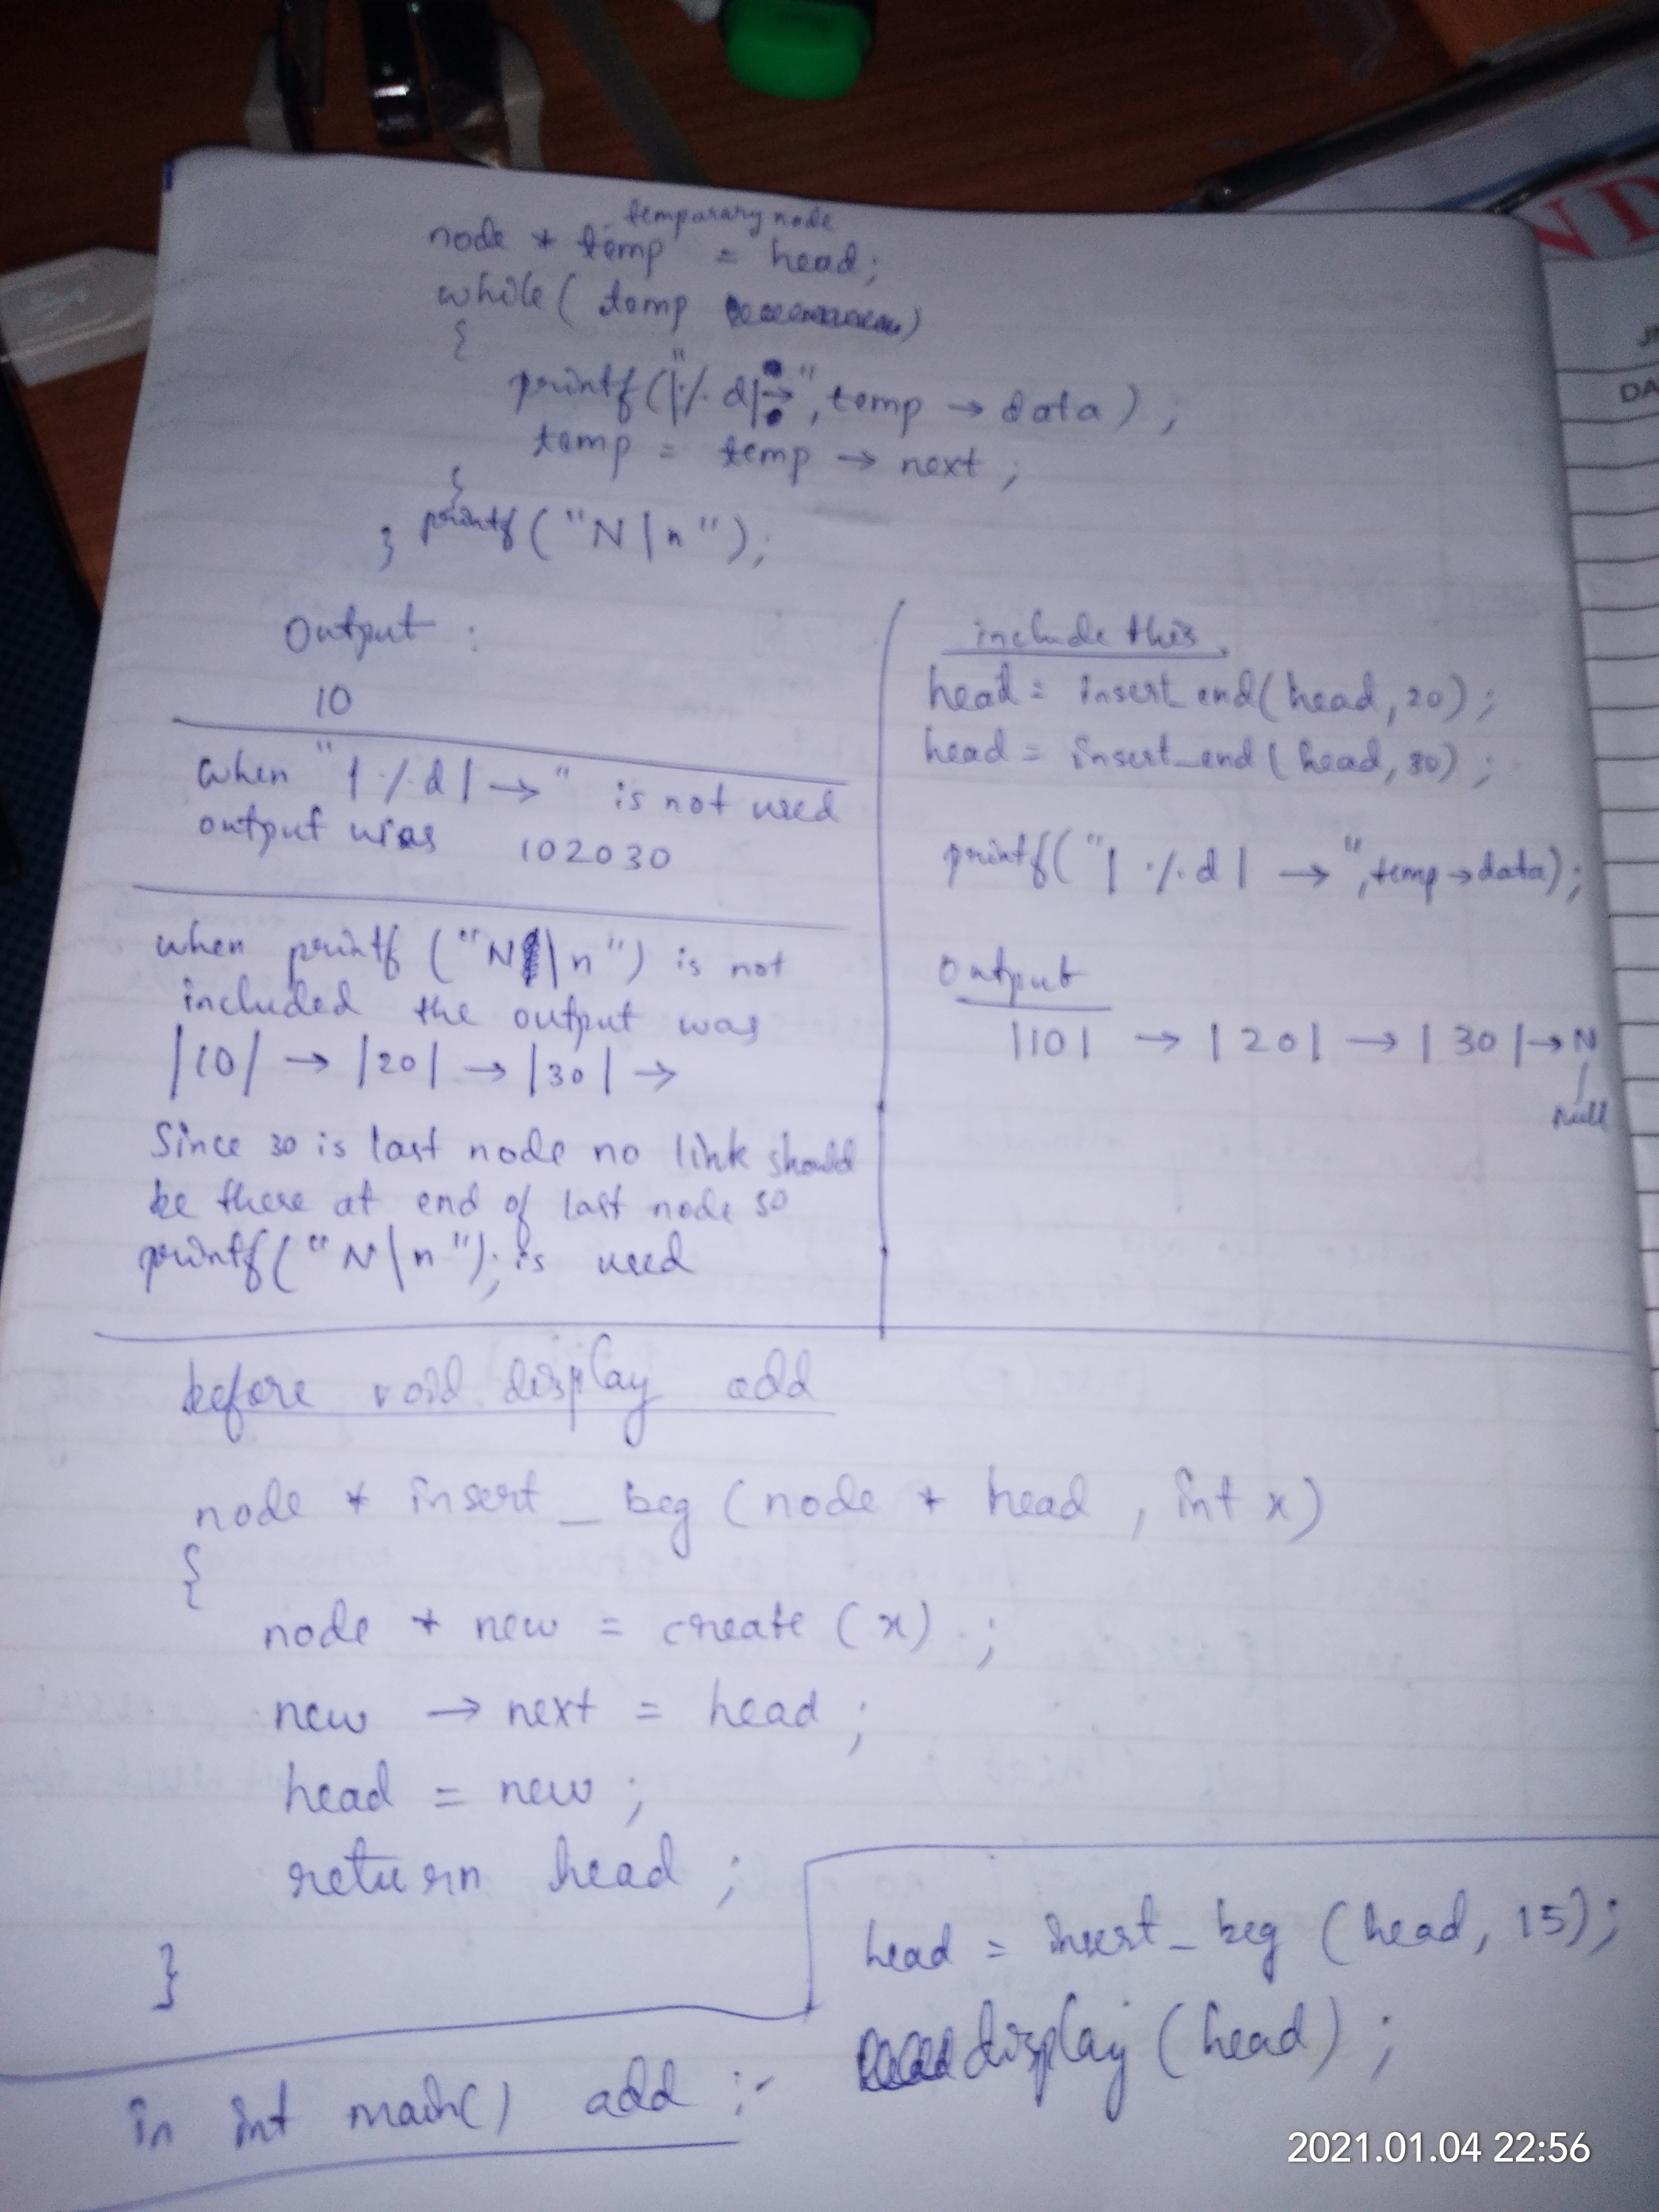 temporary node
node * temp = head;
while( temp )
{
printf("|%d|→", temp → data);
temp = temp → next;
}
printf("N\n");
}
Output :
10
when "|%d|→" is not used
output was 102030
when printf ("N\n") is not
included the output was
|10| → |20| → |30| →
Since 30 is last node no link should
be there at end of last node so
printf("N\n"); is used
include this.
head = insert_end(head, 20);
head = insert_end(head, 30);
printf("|%d| →", temp→data);
Output
|10| → |20| → |30|→ N
Null
before void display add
node * insert_beg (node * head, int x)
{
node * new = create (x) ;
new → next = head ;
head = new ;
return head ;
}
in int main() add :-
head = insert_beg (head, 15);
display (head) ;
2021.01.04 22:56
ND
DA